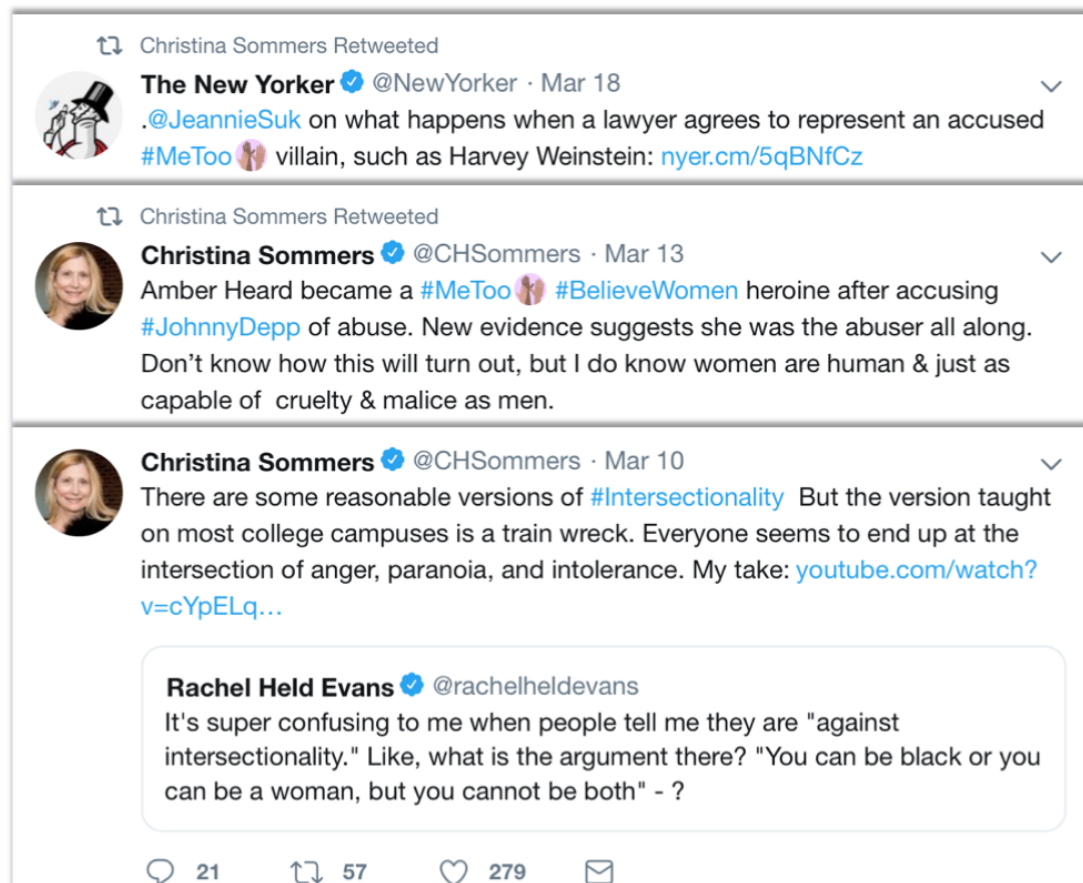 Christina Sommers Retweeted
The New Yorker @NewYorker · Mar 18
.@JeannieSuk on what happens when a lawyer agrees to represent an accused
#MeToo villain, such as Harvey Weinstein: nyer.cm/5qBNfCz
Christina Sommers Retweeted
Christina Sommers @CHSommers · Mar 13
Amber Heard became a #MeToo #BelieveWomen heroine after accusing
#JohnnyDepp of abuse. New evidence suggests she was the abuser all along.
Don’t know how this will turn out, but I do know women are human & just as
capable of cruelty & malice as men.
Christina Sommers @CHSommers · Mar 10
There are some reasonable versions of #Intersectionality But the version taught
on most college campuses is a train wreck. Everyone seems to end up at the
intersection of anger, paranoia, and intolerance. My take: youtube.com/watch?
v=cYpELq…
Rachel Held Evans @rachelheldevans
It's super confusing to me when people tell me they are "against
intersectionality." Like, what is the argument there? "You can be black or you
can be a woman, but you cannot be both" - ?
21 57 279